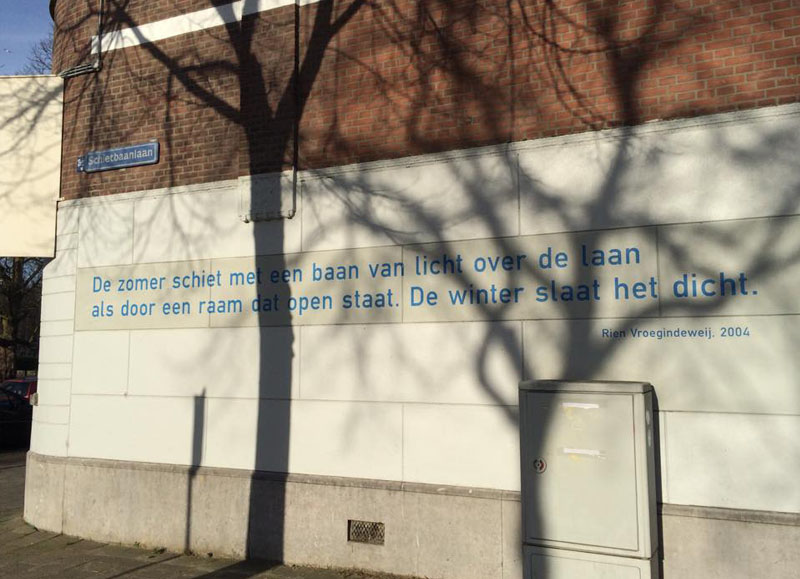 2e Schietbaanlaan
De zomer schiet met een baan van licht over de laan
als door een raam dat open staat. De winter slaat het dicht.
Rien Vroegindeweij. 2004